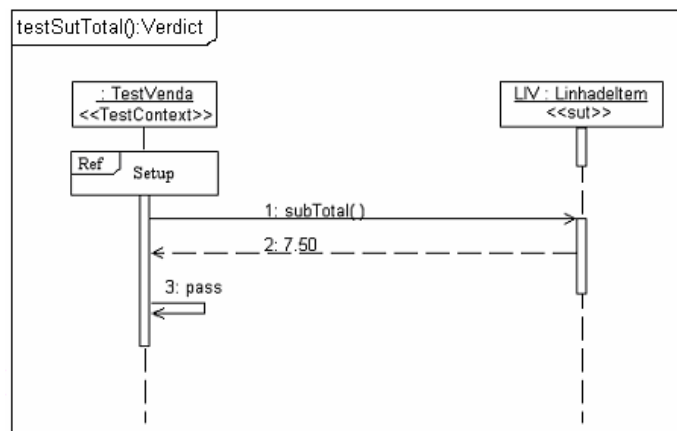 testSutTotal():Verdict
: TestVenda
<<TestContext>>
LIV : LinhadeItem
<<sut>>
Ref
Setup
1: subTotal()
2: 7.50
3: pass